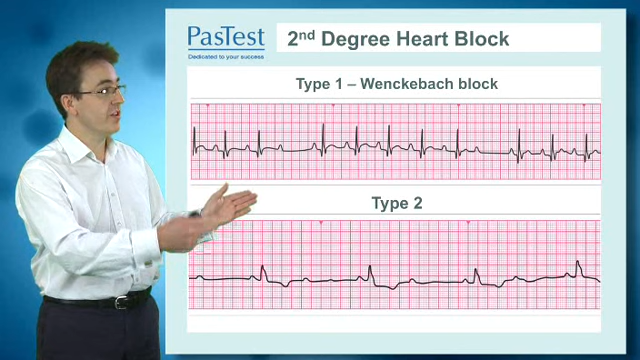 PasTest
Dedicated to your success
2nd Degree Heart Block
Type 1 – Wenckebach block
Type 2